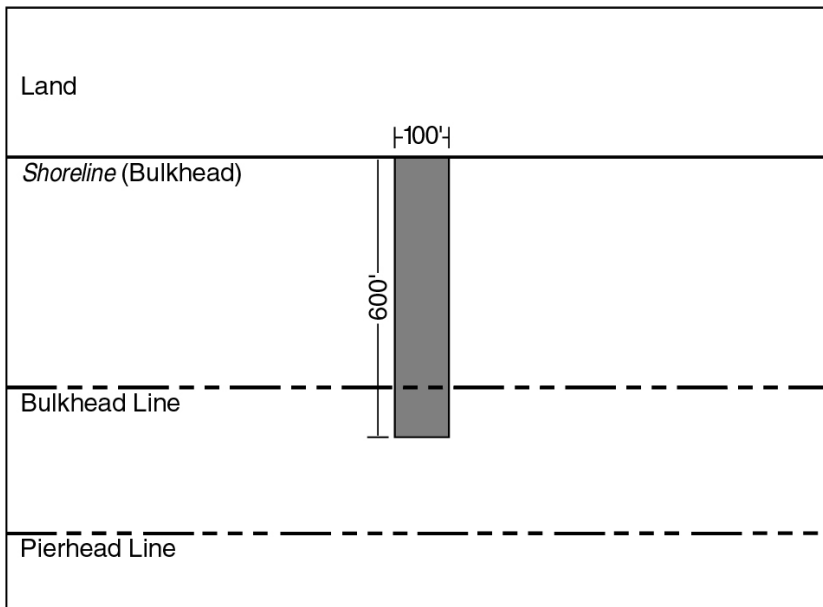 Land
100'
Shoreline (Bulkhead)
600'
Bulkhead Line
Pierhead Line